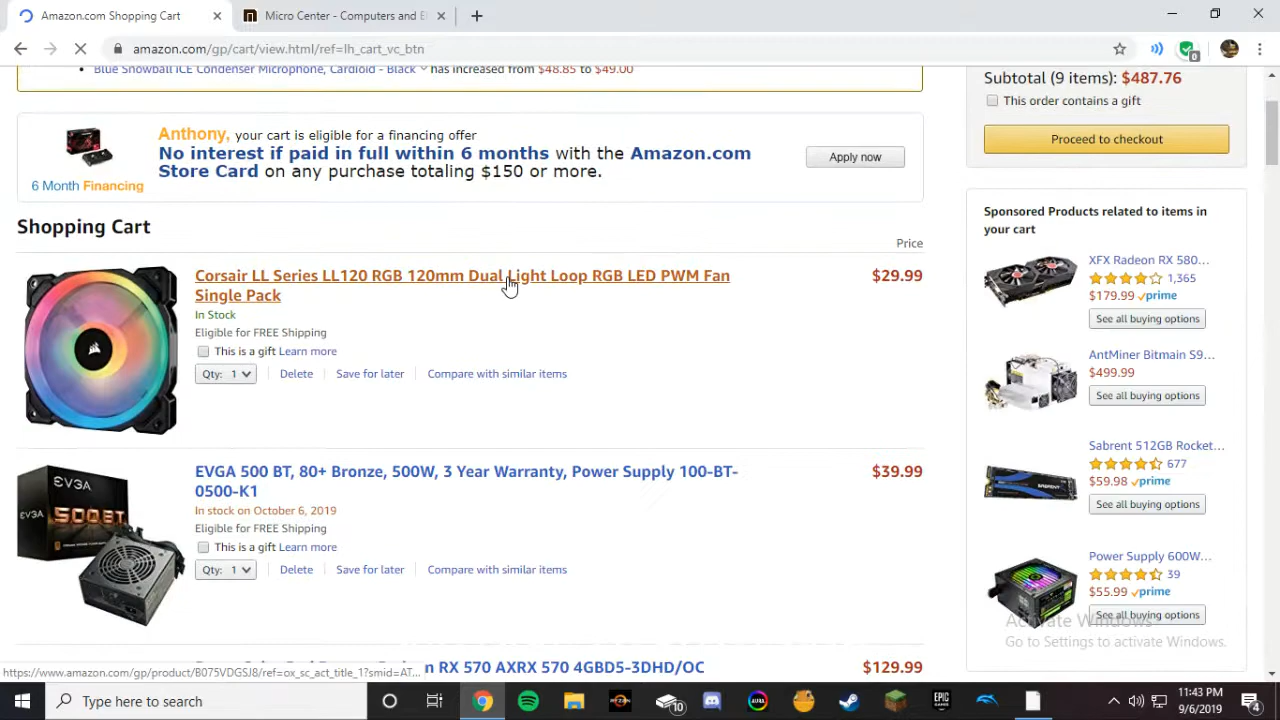 Amazon.com Shopping Cart
Micro Center - Computers and El
amazon.com/gp/cart/view.html/ref=lh_cart_vc_btn
0
Blue Snowball iCE Condenser Microphone, Cardioid - Black has increased from $48.85 to $49.00
Subtotal (9 items): $487.76
This order contains a gift
Proceed to checkout
Anthony, your cart is eligible for a financing offer
No interest if paid in full within 6 months with the Amazon.com
Store Card on any purchase totaling $150 or more.
6 Month Financing
Apply now
Shopping Cart
Price
Corsair LL Series LL120 RGB 120mm Dual Light Loop RGB LED PWM Fan
Single Pack
$29.99
In Stock
Eligible for FREE Shipping
This is a gift Learn more
Qty: 1
Delete
Save for later
Compare with similar items
EVGA
500BT
EVGA 500 BT, 80+ Bronze, 500W, 3 Year Warranty, Power Supply 100-BT-
0500-K1
$39.99
In stock on October 6, 2019
Eligible for FREE Shipping
This is a gift Learn more
Qty: 1
Delete
Save for later
Compare with similar items
RX 570 AXRX 570 4GBD5-3DHD/OC
$129.99
Sponsored Products related to items in
your cart
XFX Radeon RX 580...
1,365
$179.99 prime
See all buying options
AntMiner Bitmain S9...
$499.99
See all buying options
Sabrent 512GB Rocket...
677
$59.98 prime
See all buying options
Power Supply 600W...
39
$55.99 prime
See all buying options
Activate Windows
Go to Settings to activate Windows.
https://www.amazon.com/gp/product/B075VDGSJ8/ref=ox_sc_act_title_1?smid=AT...
Type here to search
RYZEN
10
AURA
EPIC
GAMES
11:43 PM
9/6/2019
4